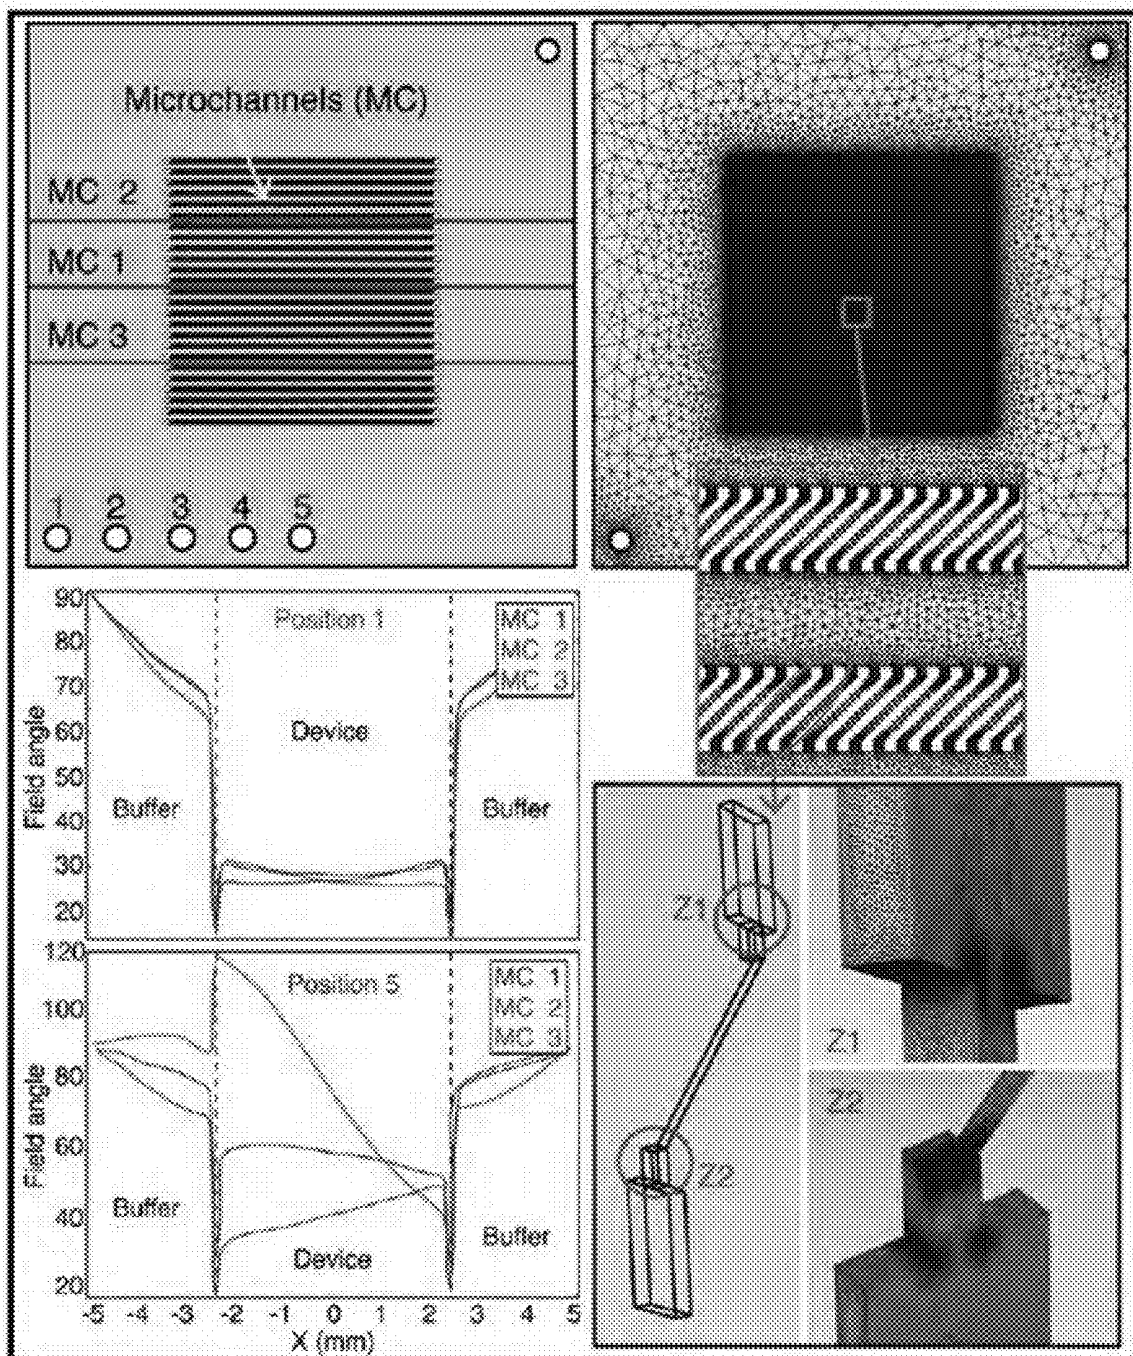 Microchannels (MC)
MC 2
MC 1
MC 3
1 2 3 4 5
Position 1
MC 1
MC 2
MC 3
Device
Buffer
Buffer
Field angle
90
80
70
60
50
40
30
20
Position 5
MC 1
MC 2
MC 3
Buffer
Device
Buffer
Field angle
120
100
80
60
40
20
-5 -3 -1 0 1 2 3 5
X (mm)
Z1
Z2
Z1
Z2